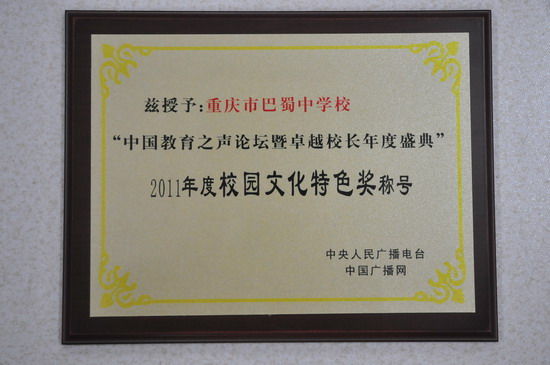 兹授予:重庆市巴蜀中学校
“中国教育之声论坛暨卓越校长年度盛典”
2011年度校园文化特色奖称号
中央人民广播电台
中国广播网